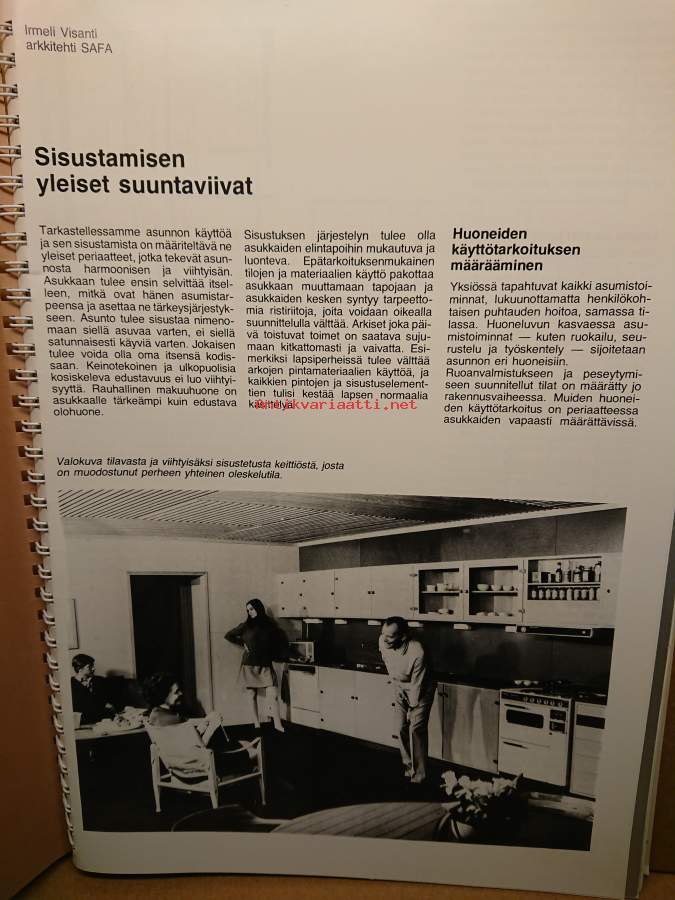 Irmeli Visanti
arkkitehti SAFA
Sisustamisen
yleiset suuntaviivat
Tarkastellessamme asunnon käyttöä
ja sen sisustamista on määriteltävä ne
yleiset periaatteet, jotka tekevät asun-
nosta harmoonisen ja viihtyisän.
Asukkaan tulee ensin selvittää itsel-
leen, mitkä ovat hänen asumistar-
peensa ja asettaa ne tärkeysjärjestyk-
seen. Asunto tulee sisustaa nimeno-
maan siellä asuvaa varten, ei siellä
satunnaisesti käyviä varten. Jokaisen
tulee voida olla oma itsensä kodis-
saan. Keinotekoinen ja ulkopuolisia
kosiskeleva edustavuus ei luo viihtyi-
syyttä. Rauhallinen makuuhuone on
asukkaalle tärkeämpi kuin edustava
olohuone.
Sisustuksen järjestelyn tulee olla
asukkaiden elintapoihin mukautuva ja
luonteva. Epätarkoituksenmukainen
tilojen ja materiaalien käyttö pakottaa
asukkaan muuttamaan tapojaan ja
asukkaiden kesken syntyy tarpeetto-
mia ristiriitoja, joita voidaan oikealla
suunnittelulla välttää. Arkiset joka päi-
vä toistuvat toimet on saatava suju-
maan kitkattomasti ja vaivatta. Esi-
merkiksi lapsiperheissä tulee välttää
arkojen pintamateriaalien käyttöä, ja
kaikkien pintojen ja sisustuselement-
tien tulisi kestää lapsen normaalia
käsittelyä.
Antikvariaatti.net
Huoneiden
käyttötarkoituksen
määrääminen
Yksiössä tapahtuvat kaikki asumistoi-
minnat, lukuunottamatta henkilökoh-
taisen puhtauden hoitoa, samassa ti-
lassa. Huoneluvun kasvaessa asu-
mistoiminnat — kuten ruokailu, seu-
rustelu ja työskentely — sijoitetaan
asunnon eri huoneisiin.
Ruoanvalmistukseen ja peseytymi-
seen suunnitellut tilat on määrätty jo
rakennusvaiheessa. Muiden huonei-
den käyttötarkoitus on periaatteessa
asukkaiden vapaasti määrättävissä.
Valokuva tilavasta ja viihtyisäksi sisustetusta keittiöstä, josta
on muodostunut perheen yhteinen oleskelutila.